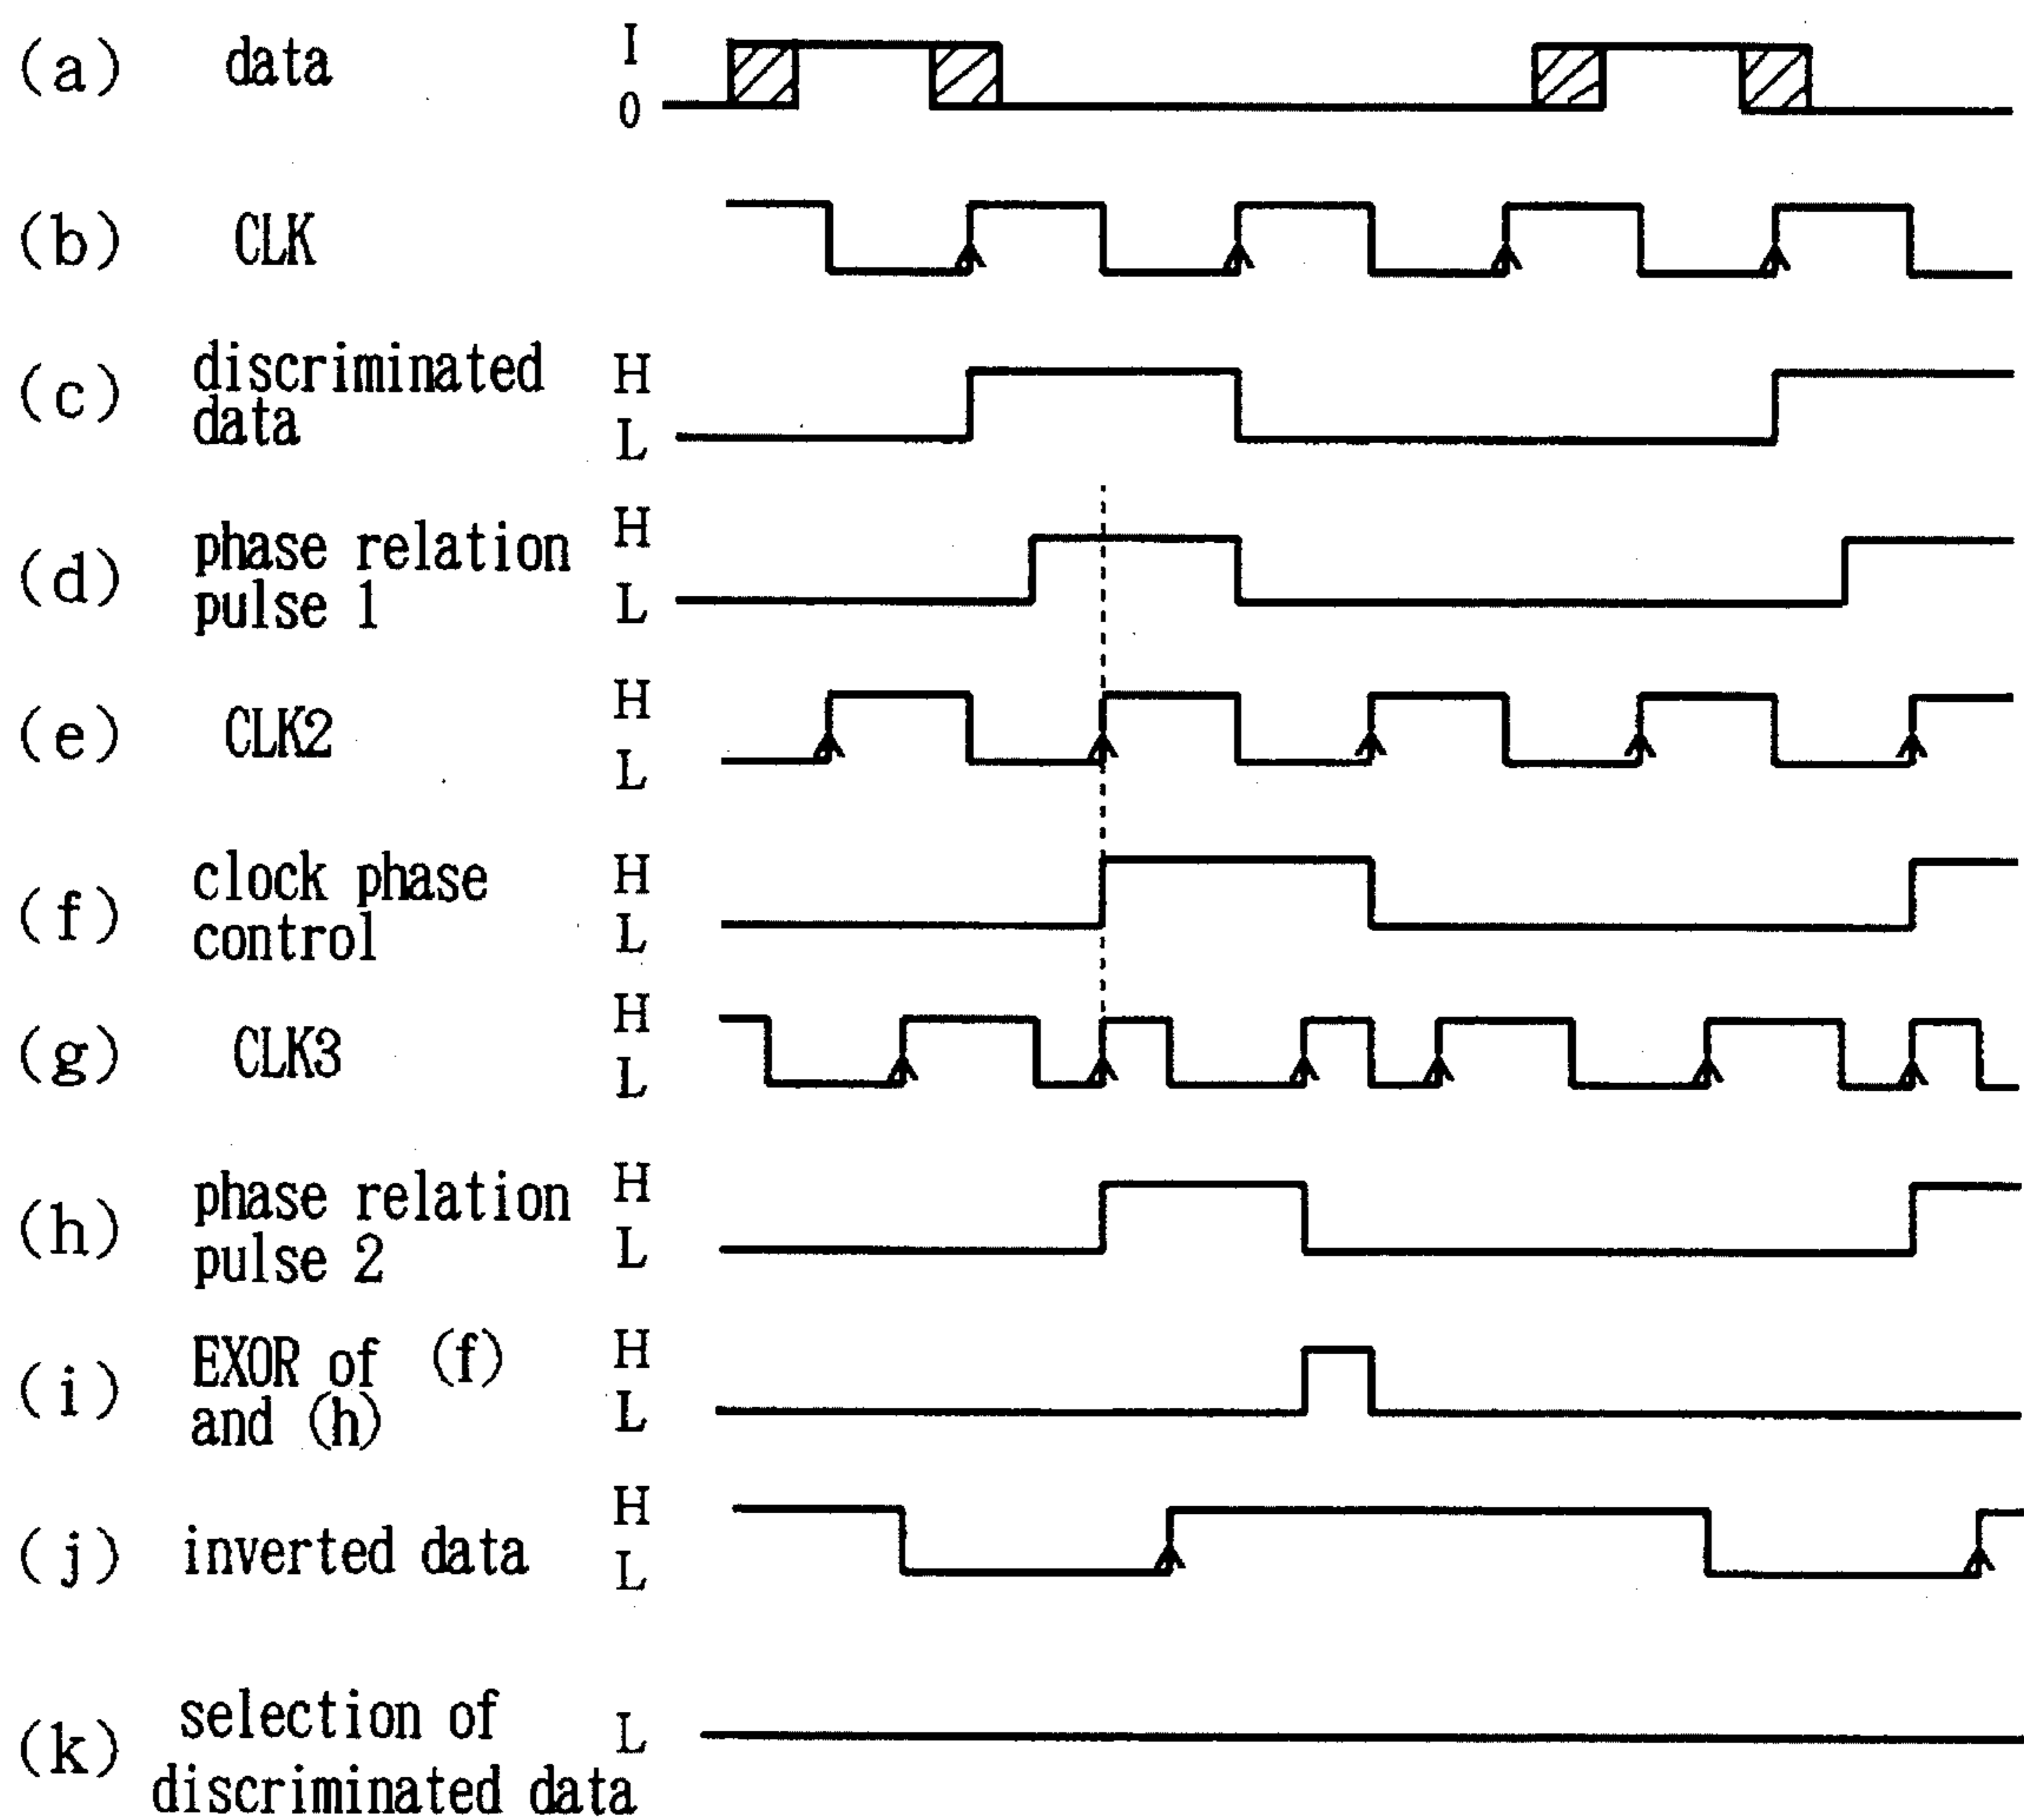 (a) data I
0
(b) CLK
(c) discriminated H
data L
(d) phase relation H
pulse 1 L
(e) CLK2 H
L
(f) clock phase H
control L
(g) CLK3 H
L
(h) phase relation H
pulse 2 L
(i) EXOR of (f) H
and (h) L
(j) inverted data H
L
(k) selection of L
discriminated data